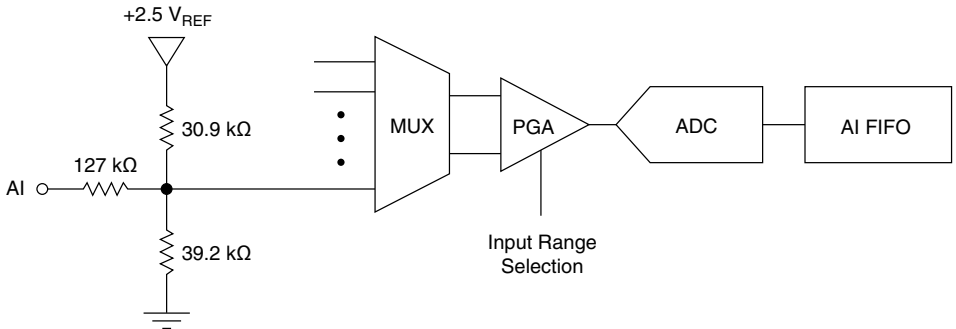 +2.5 VREF
30.9 kΩ
127 kΩ
AI
39.2 kΩ
MUX
PGA
ADC
AI FIFO
Input Range
Selection